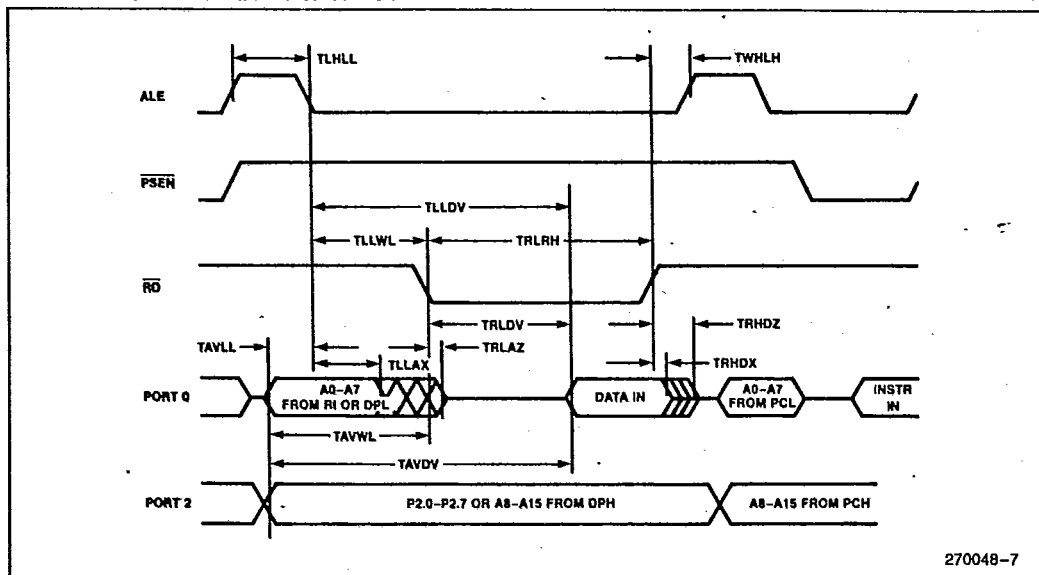 TLHLL
TWHLH
ALE
PSEN
TLLDV
TLLWL
TRLRH
RD
TRLDV
TRHDZ
TAVLL
TRLAZ
TLLAX
TRHDX
PORT 0
A0-A7
FROM RI OR DPL
DATA IN
A0-A7
FROM PCL
INSTR
IN
TAVWL
TAVDV
PORT 2
P2.0-P2.7 OR A8-A15 FROM DPH
A8-A15 FROM PCH
270048-7